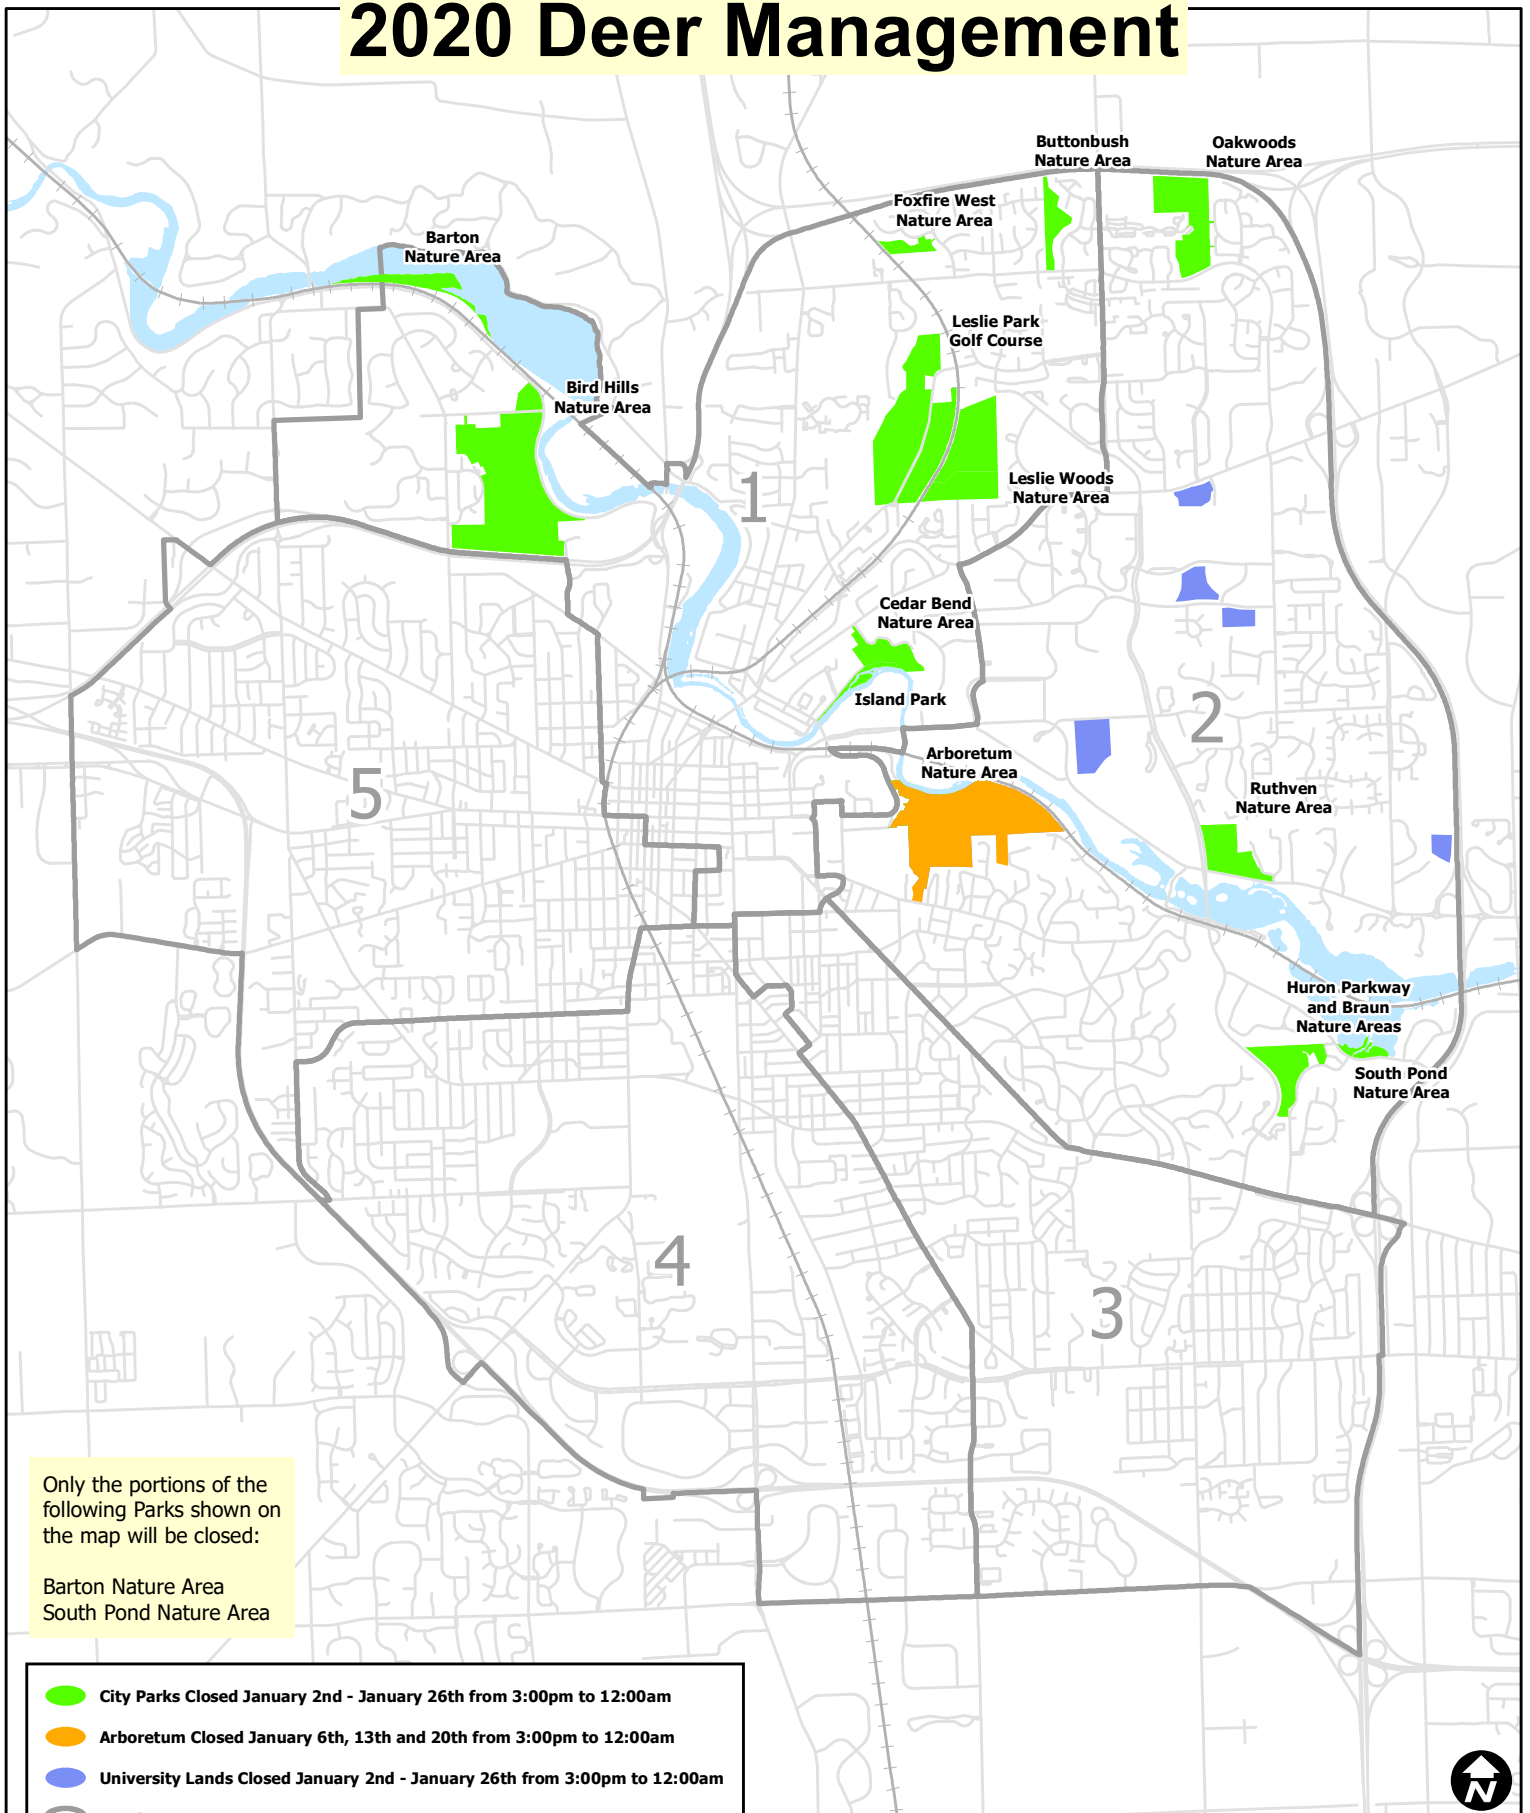 2020 Deer Management
Buttonbush
Nature Area
Oakwoods
Nature Area
Foxfire West
Nature Area
Barton
Nature Area
Leslie Park
Golf Course
Bird Hills
Nature Area
1
Leslie Woods
Nature Area
Cedar Bend
Nature Area
Island Park
2
Arboretum
Nature Area
5
Ruthven
Nature Area
Huron Parkway
and Braun
Nature Areas
South Pond
Nature Area
4
3
Only the portions of the
following Parks shown on
the map will be closed:
Barton Nature Area
South Pond Nature Area
City Parks Closed January 2nd - January 26th from 3:00pm to 12:00am
Arboretum Closed January 6th, 13th and 20th from 3:00pm to 12:00am
University Lands Closed January 2nd - January 26th from 3:00pm to 12:00am
N